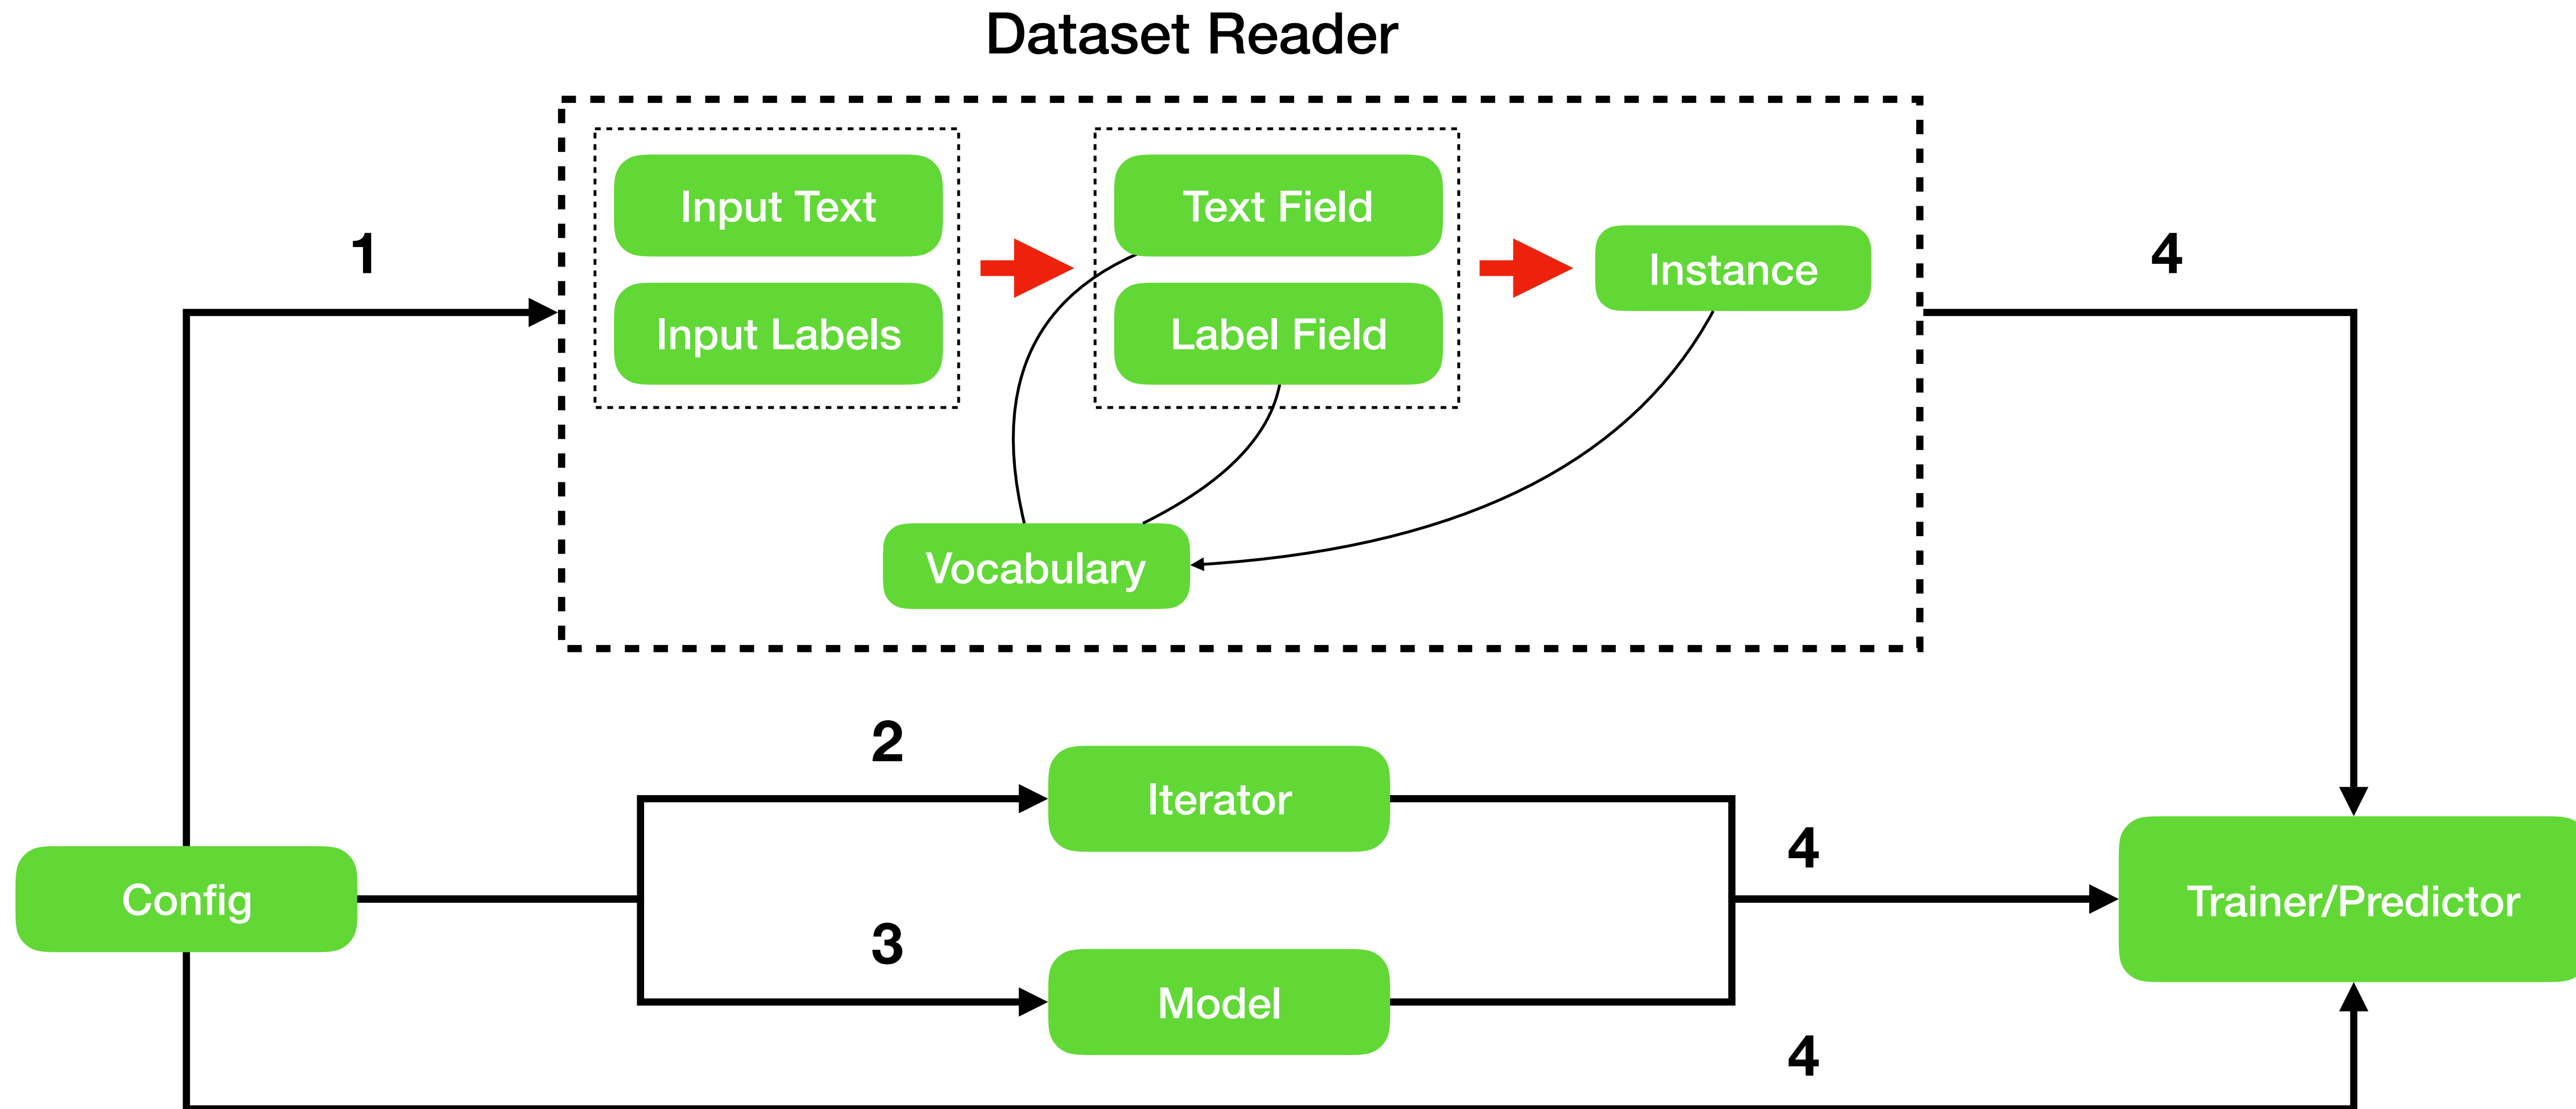 Dataset Reader
Input Text
Text Field
Instance
Input Labels
Label Field
1
4
Vocabulary
2
Iterator
4
Config
Trainer/Predictor
3
Model
4